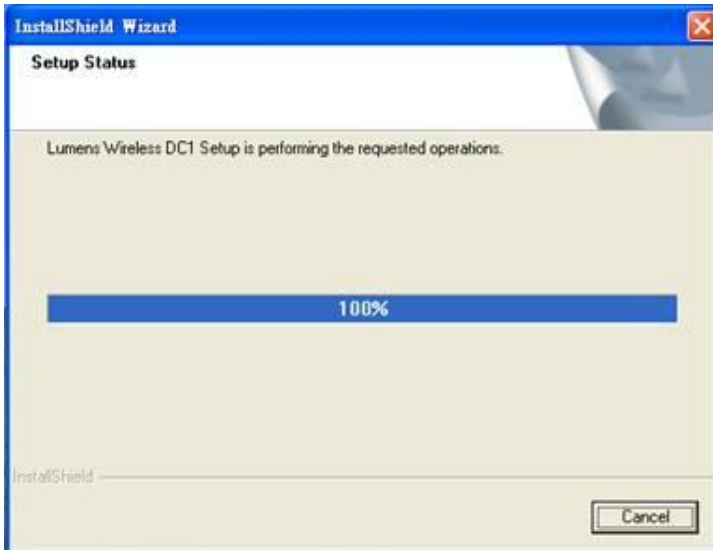 InstallShield Wizard
Setup Status
Lumens Wireless DC1 Setup is performing the requested operations.
100%
InstallShield
Cancel